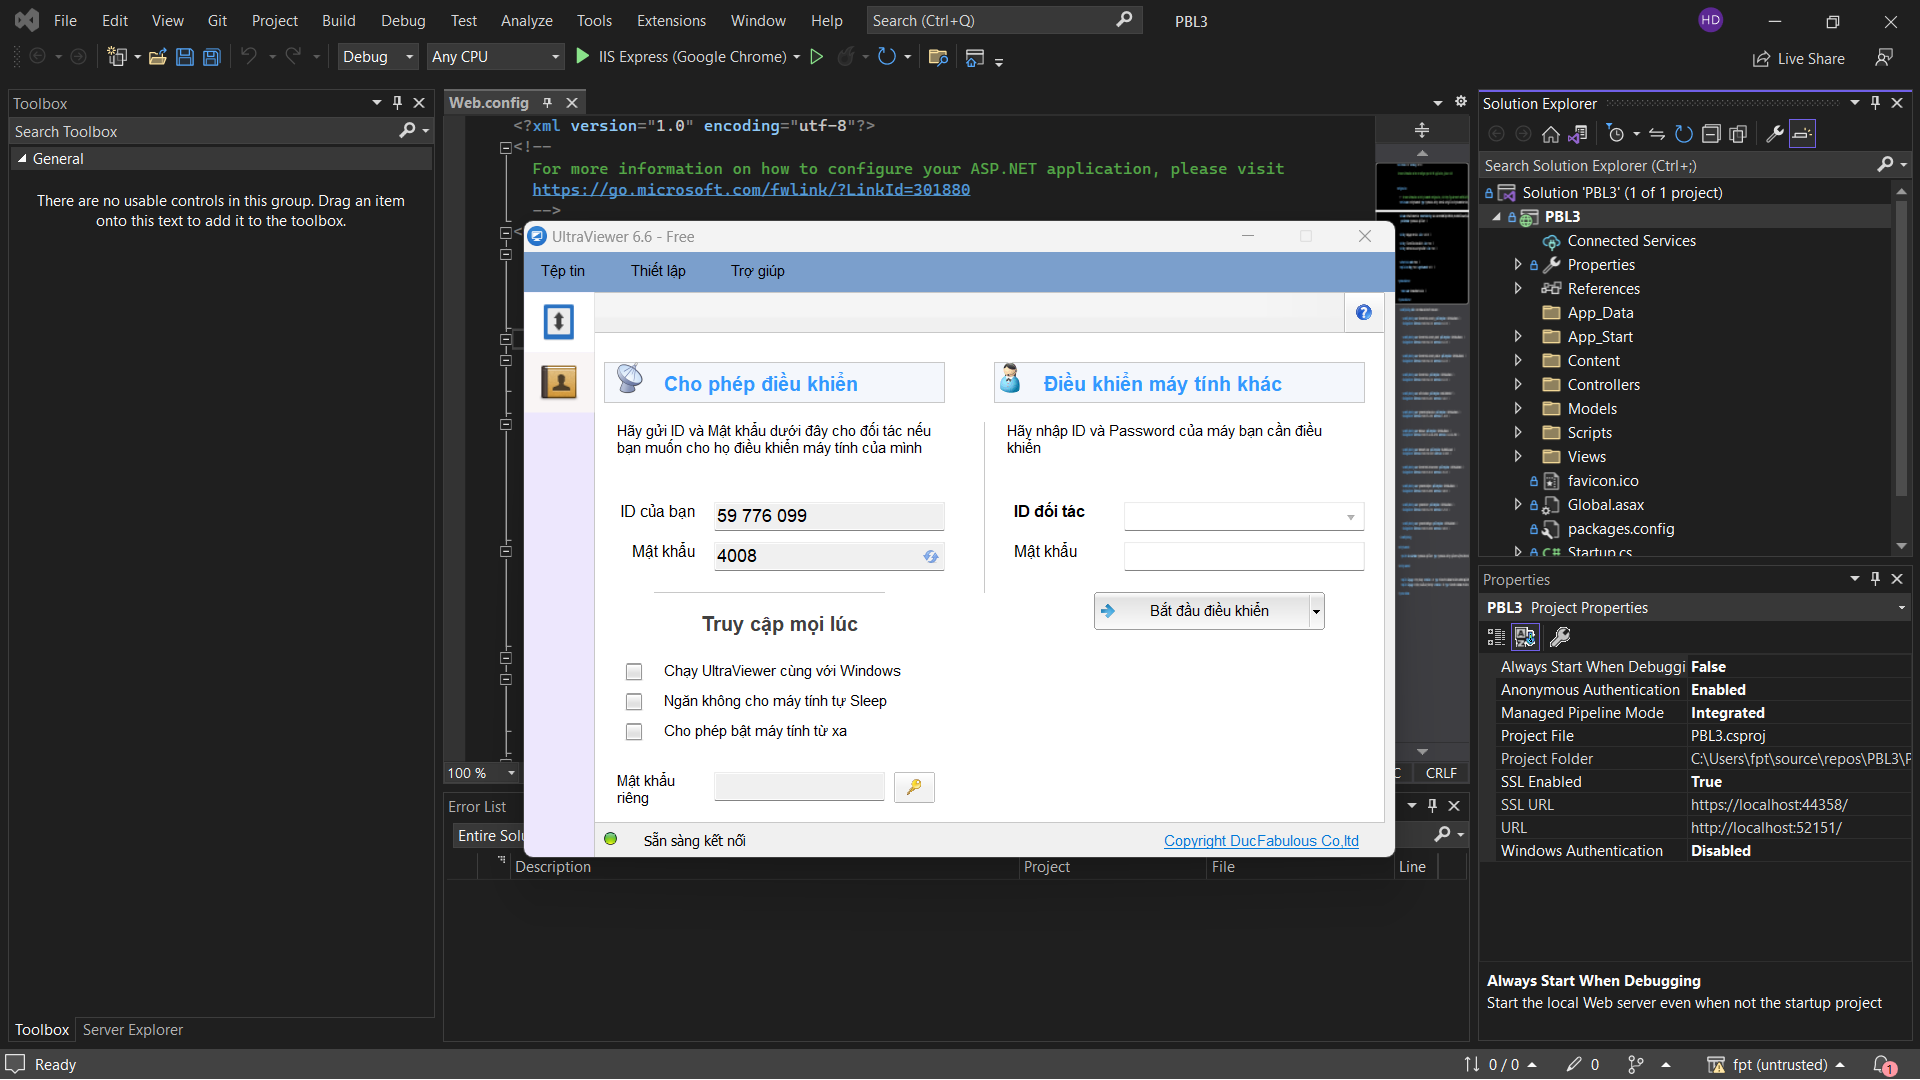 File Edit View Git Project Build Debug Test Analyze Tools Extensions Window Help Search (Ctrl+Q) PBL3 HD
Debug Any CPU IIS Express (Google Chrome) Live Share
Toolbox
Search Toolbox
General
There are no usable controls in this group. Drag an item
onto this text to add it to the toolbox.
Toolbox Server Explorer
Web.config
<?xml version="1.0" encoding="utf-8"?>
<!--
For more information on how to configure your ASP.NET application, please visit
https://go.microsoft.com/fwlink/?LinkId=301880
-->
<
UltraViewer 6.6 - Free
Tệp tin Thiết lập Trợ giúp
Cho phép điều khiển
Hãy gửi ID và Mật khẩu dưới đây cho đối tác nếu
bạn muốn cho họ điều khiển máy tính của mình
ID của bạn 59 776 099
Mật khẩu 4008
Truy cập mọi lúc
Chạy UltraViewer cùng với Windows
Ngăn không cho máy tính tự Sleep
Cho phép bật máy tính từ xa
Mật khẩu
riêng
Điều khiển máy tính khác
Hãy nhập ID và Password của máy bạn cần điều
khiển
ID đối tác
Mật khẩu
Bắt đầu điều khiển
Sẵn sàng kết nối
Copyright DucFabulous Co,ltd
100 %
CRLF
Error List
Entire Solu
Description Project File Line
Solution Explorer
Search Solution Explorer (Ctrl+;)
Solution 'PBL3' (1 of 1 project)
PBL3
Connected Services
Properties
References
App_Data
App_Start
Content
Controllers
Models
Scripts
Views
favicon.ico
Global.asax
packages.config
C# Startup.cs
Properties
PBL3 Project Properties
Always Start When Debuggi False
Anonymous Authentication Enabled
Managed Pipeline Mode Integrated
Project File PBL3.csproj
Project Folder C:\Users\fpt\source\repos\PBL3\P
SSL Enabled True
SSL URL https://localhost:44358/
URL http://localhost:52151/
Windows Authentication Disabled
Always Start When Debugging
Start the local Web server even when not the startup project
Ready 0 / 0 0 fpt (untrusted) 1